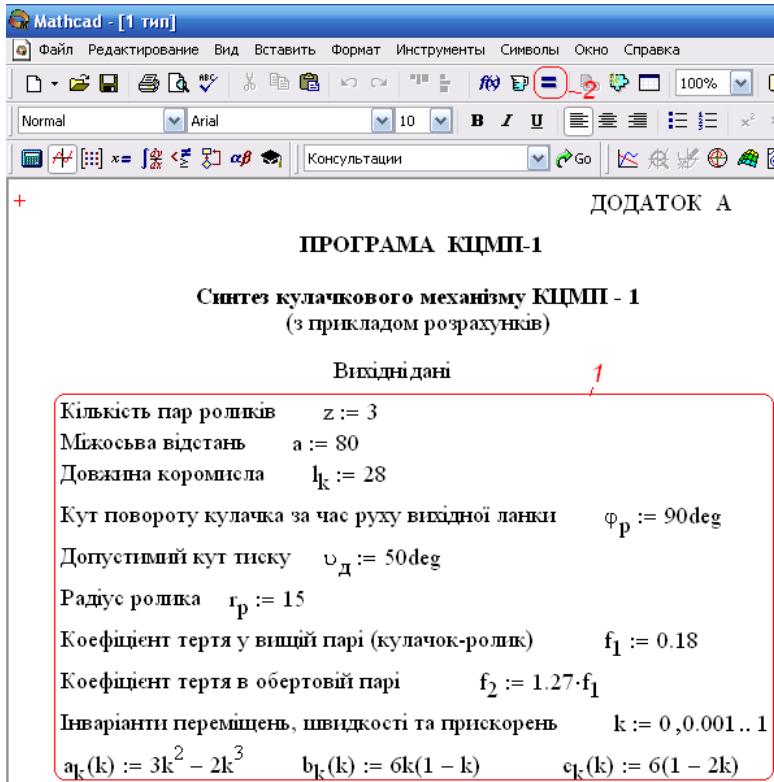 Mathcad - [1 тип]
Файл Редактирование Вид Вставить Формат Инструменты Символы Окно Справка
100%
2
Normal Arial 10 B I U
Консультации Go
ДОДАТОК А
ПРОГРАМА КЦМП-1
Синтез кулачкового механізму КЦМП - 1
(з прикладом розрахунків)
Вихідні дані
1
Кількість пар роликів z := 3
Міжосьва відстань a := 80
Довжина коромисла lk := 28
Кут повороту кулачка за час руху вихідної ланки φp := 90deg
Допустимий кут тиску υд := 50deg
Радіус ролика rp := 15
Коефіцієнт тертя у вищій парі (кулачок-ролик) f1 := 0.18
Коефіцієнт тертя в обертовій парі f2 := 1.27·f1
Інваріанти переміщень, швидкості та прискорень k := 0,0.001.. 1
ak(k) := 3k² − 2k³ bk(k) := 6k(1 − k) ck(k) := 6(1 − 2k)